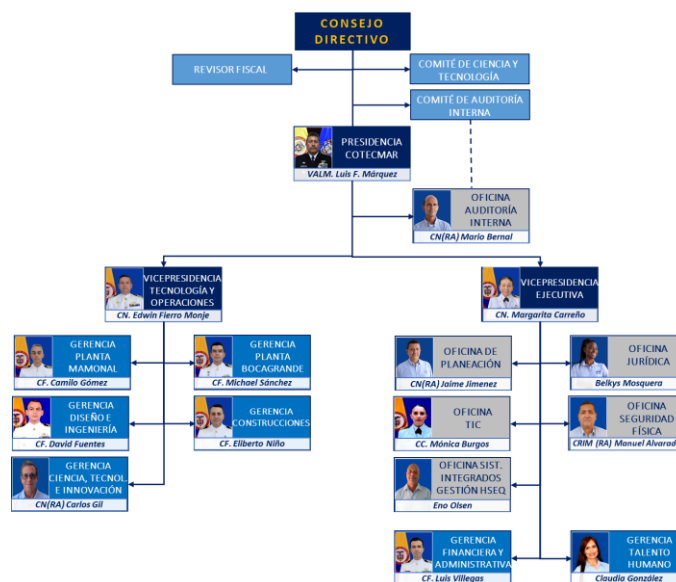 CONSEJO
DIRECTIVO
REVISOR FISCAL
COMITÉ DE CIENCIA Y
TECNOLOGÍA
COMITÉ DE AUDITORÍA
INTERNA
PRESIDENCIA
COTECMAR
VALM. Luis F. Márquez
OFICINA
AUDITORÍA
INTERNA
CN(RA) Mario Bernal
VICEPRESIDENCIA
TECNOLOGÍA Y
OPERACIONES
CN. Edwin Fierro Monje
VICEPRESIDENCIA
EJECUTIVA
CN. Margarita Carreño
GERENCIA
PLANTA
MAMONAL
CF. Camilo Gómez
GERENCIA
PLANTA
BOCAGRANDE
CF. Michael Sánchez
OFICINA DE
PLANEACIÓN
CN(RA) Jaime Jimenez
OFICINA
JURÍDICA
Belkys Mosquera
GERENCIA
DISEÑO E
INGENIERÍA
CF. David Fuentes
GERENCIA
CONSTRUCCIONES
CF. Eliberto Niño
OFICINA
TIC
CC. Mónica Burgos
OFICINA
SEGURIDAD
FÍSICA
CRIM (RA) Manuel Alvarado
GERENCIA
CIENCIA, TECNOL.
E INNOVACIÓN
CN(RA) Carlos Gil
OFICINA SIST.
INTEGRADOS
GESTIÓN HSEQ
Eno Olsen
GERENCIA
FINANCIERA Y
ADMINISTRATIVA
CF. Luis Villegas
GERENCIA
TALENTO
HUMANO
Claudia González